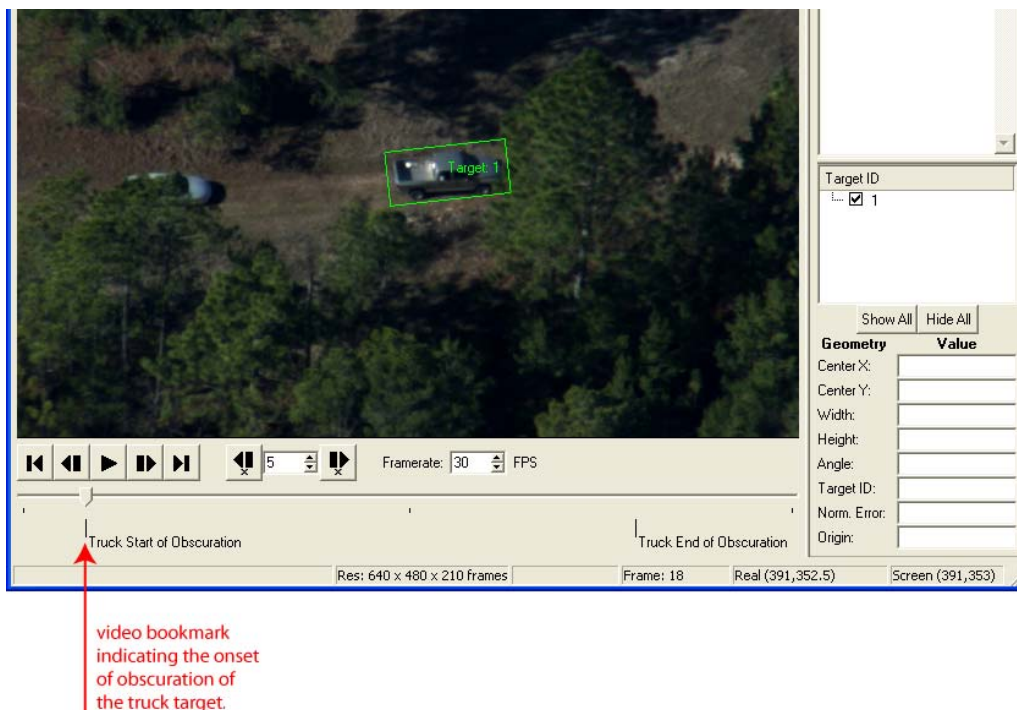 Target: 1
Target ID
1
Show All Hide All
Geometry Value
Center X:
Center Y:
Width:
Height:
Angle:
Target ID:
Norm. Error:
Origin:
5 Framerate: 30 FPS
Truck Start of Obscuration Truck End of Obscuration
Res: 640 x 480 x 210 frames Frame: 18 Real (391,352.5) Screen (391,353)
video bookmark
indicating the onset
of obscuration of
the truck target.